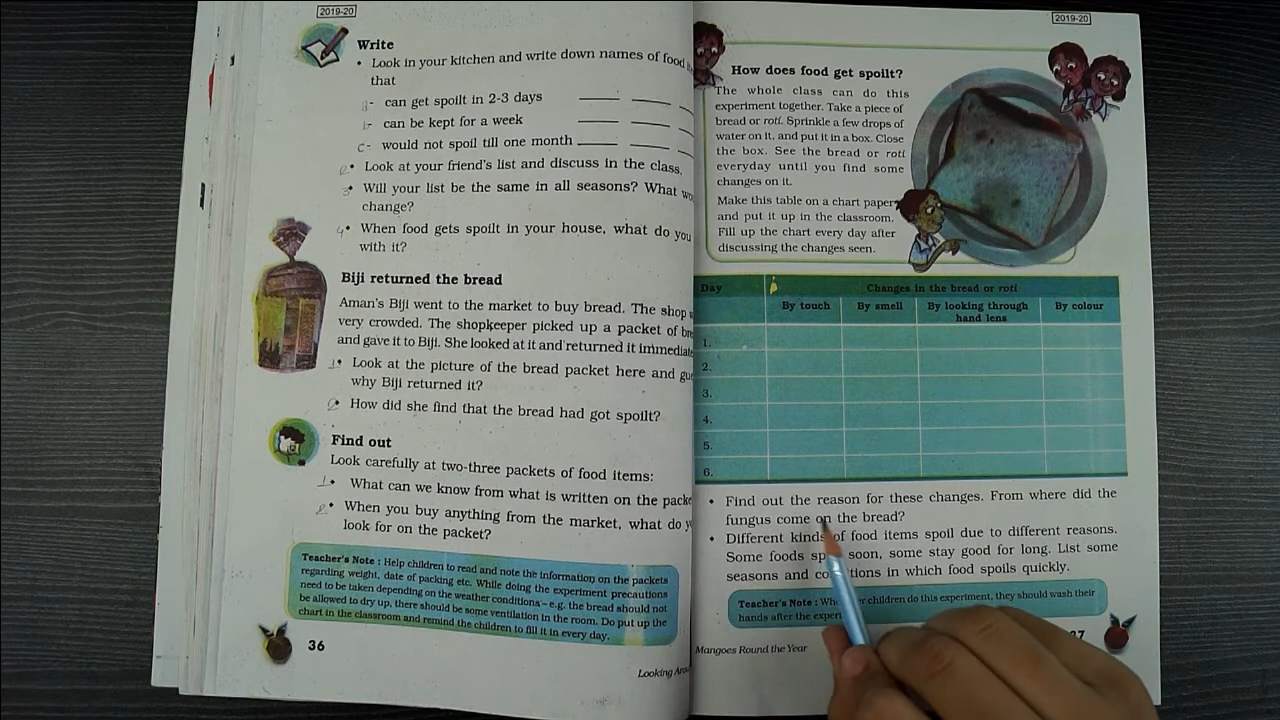 2019-20
Write
• Look in your kitchen and write down names of food
that
a- can get spoilt in 2-3 days
b- can be kept for a week
c- would not spoil till one month
2• Look at your friend's list and discuss in the class.
3• Will your list be the same in all seasons? What
change?
4• When food gets spoilt in your house, what do you
with it?
Biji returned the bread
Aman's Biji went to the market to buy bread. The shop
very crowded. The shopkeeper picked up a packet of
and gave it to Biji. She looked at it and returned it
1• Look at the picture of the bread packet here and
why Biji returned it?
2• How did she find that the bread had got spoilt?
Find out
Look carefully at two-three packets of food items:
1• What can we know from what is written on the
2• When you buy anything from the market, what do
look for on the packet?
Teacher's Note : Help children to read and note the information on the packets
regarding weight, date of packing etc. While doing the experiment precautions
need to be taken depending on the weather conditions – e.g. the bread should not
be allowed to dry up, there should be some ventilation in the room. Do put up the
chart in the classroom and remind the children to fill it in every day.
36
Looking
2019-20
How does food get spoilt?
The whole class can do this
experiment together. Take a piece of
bread or roti. Sprinkle a few drops of
water on it, and put it in a box. Close
the box. See the bread or roti
everyday until you find some
changes on it.
Make this table on a chart paper
and put it up in the classroom.
Fill up the chart every day after
discussing the changes seen.
Day Changes in the bread or roti
By touch By smell By looking through hand lens By colour
1.
2.
3.
4.
5.
6.
• Find out the reason for these changes. From where did the
fungus come on the bread?
• Different kinds of food items spoil due to different reasons.
Some foods soon, some stay good for long. List some
seasons and in which food spoils quickly.
Teacher's Note : children do this experiment, they should wash their
hands after the
Mangoes Round the Year